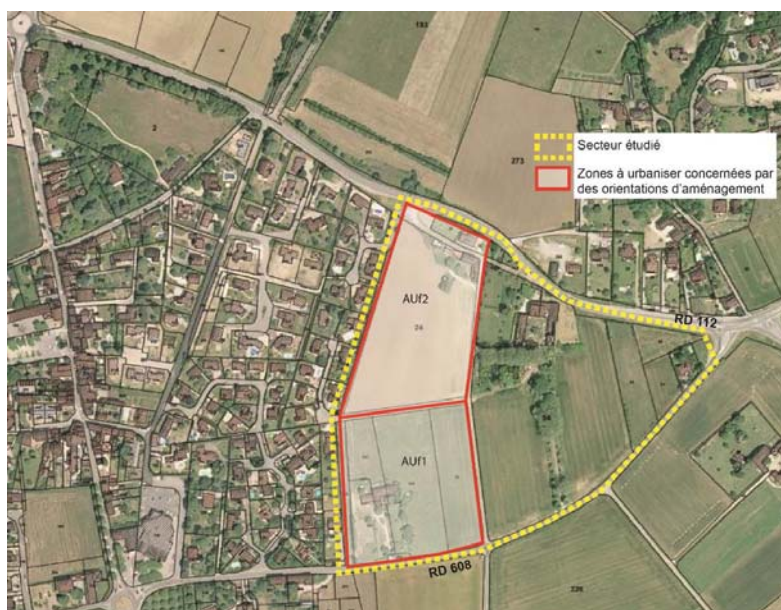 193
2
273
Secteur étudié
Zones à urbaniser concernées par
des orientations d'aménagement
AUf2
24
RD 112
AUf1
RD 608
226